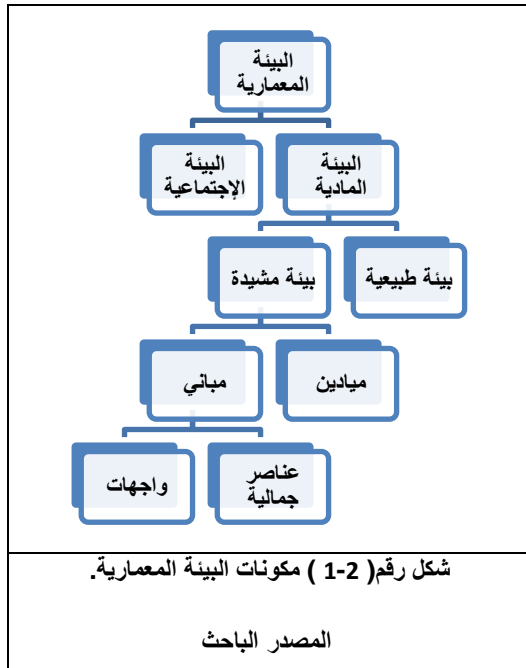 البيئة
المعمارية
البيئة
المادية
البيئة
الإجتماعية
بيئة طبيعية
بيئة مشيدة
ميادين
مباني
عناصر
جمالية
واجهات
شكل رقم( 2-1 ) مكونات البيئة المعمارية.
المصدر الباحث